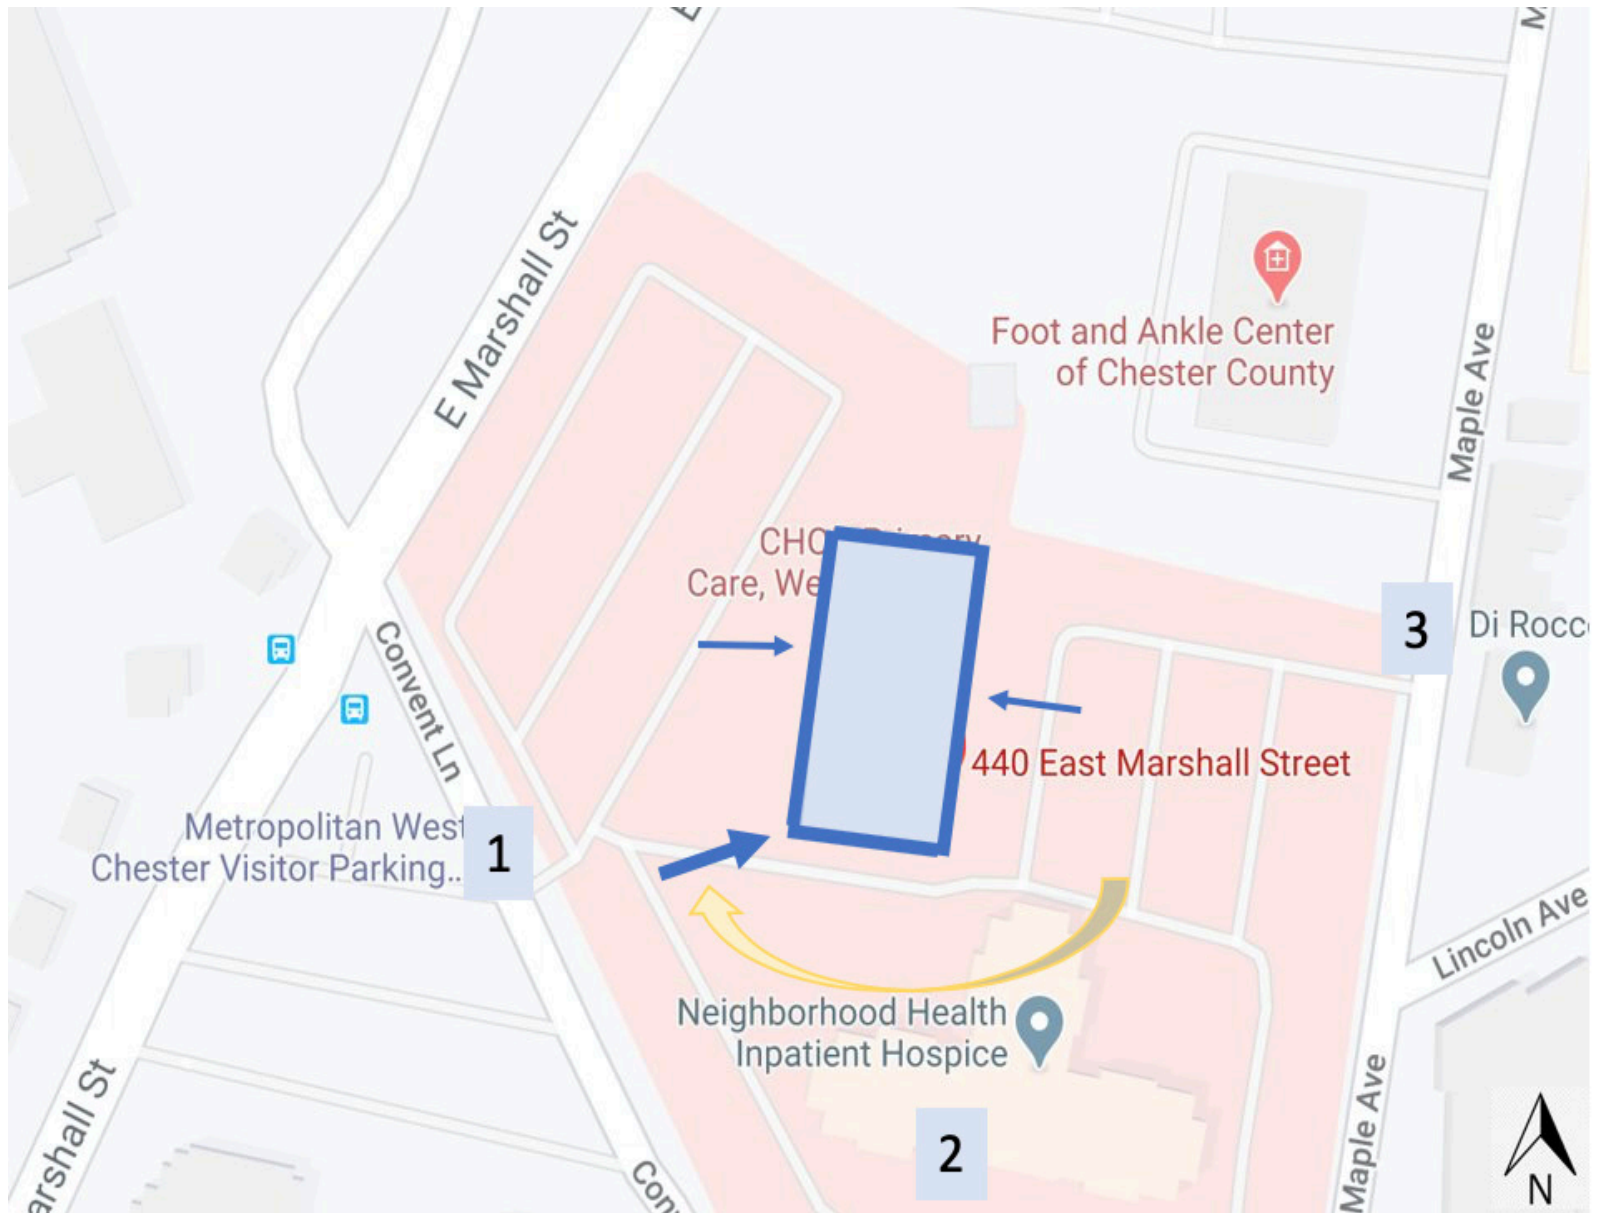 E Marshall St
Foot and Ankle Center
of Chester County
Maple Ave
Care,
3
Di Rocc
Convent Ln
440 East Marshall Street
Metropolitan West
Chester Visitor Parking...
1
Lincoln Ave
Neighborhood Health
Inpatient Hospice
arshall St
2
Maple Ave
Con
N